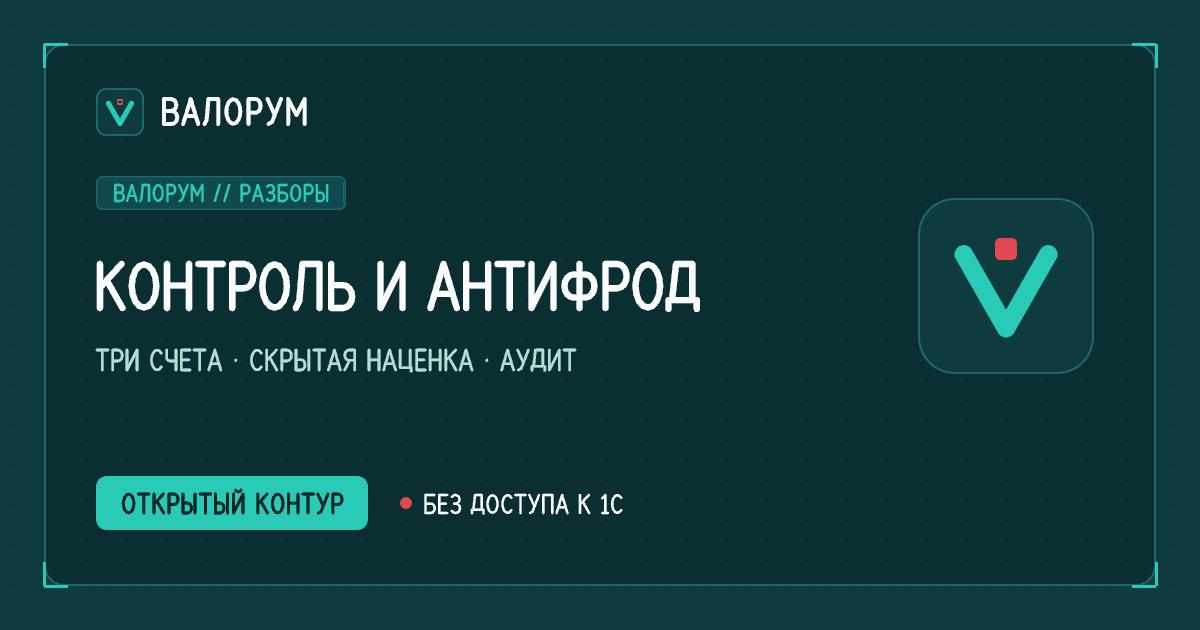 ВАЛОРУМ
ВАЛОРУМ // РАЗБОРЫ
КОНТРОЛЬ И АНТИФРОД
ТРИ СЧЕТА · СКРЫТАЯ НАЦЕНКА · АУДИТ
ОТКРЫТЫЙ КОНТУР
БЕЗ ДОСТУПА К 1С